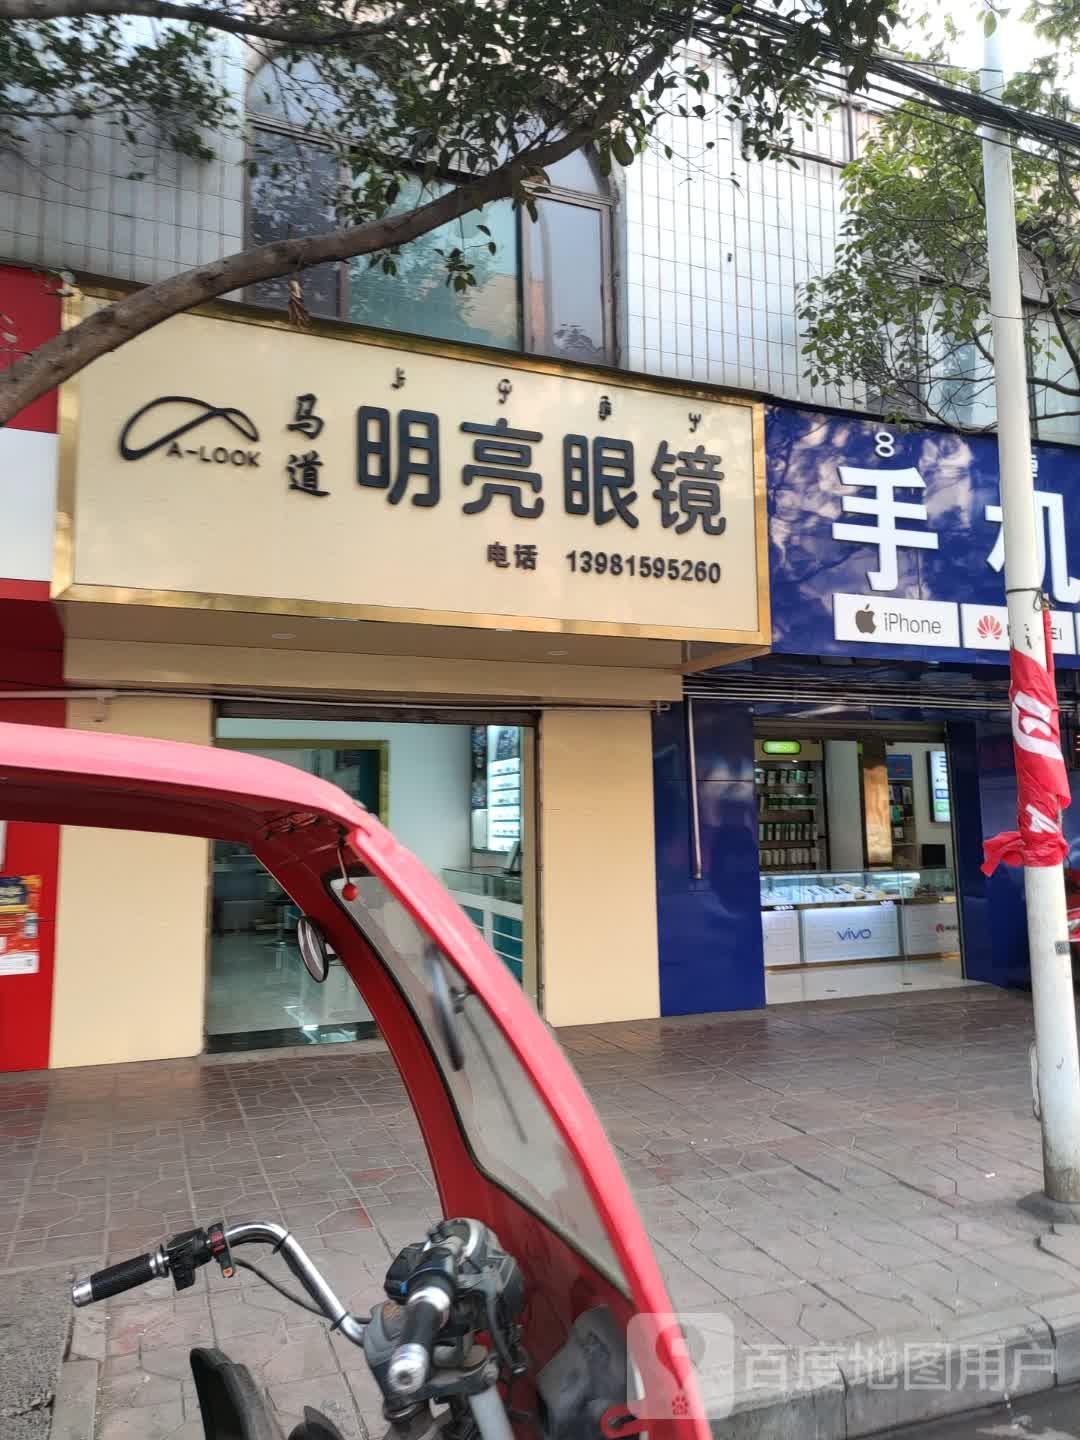 A-LOOK
马道
明亮眼镜
电话 13981595260
手机
iPhone
vivo
百度地图用户